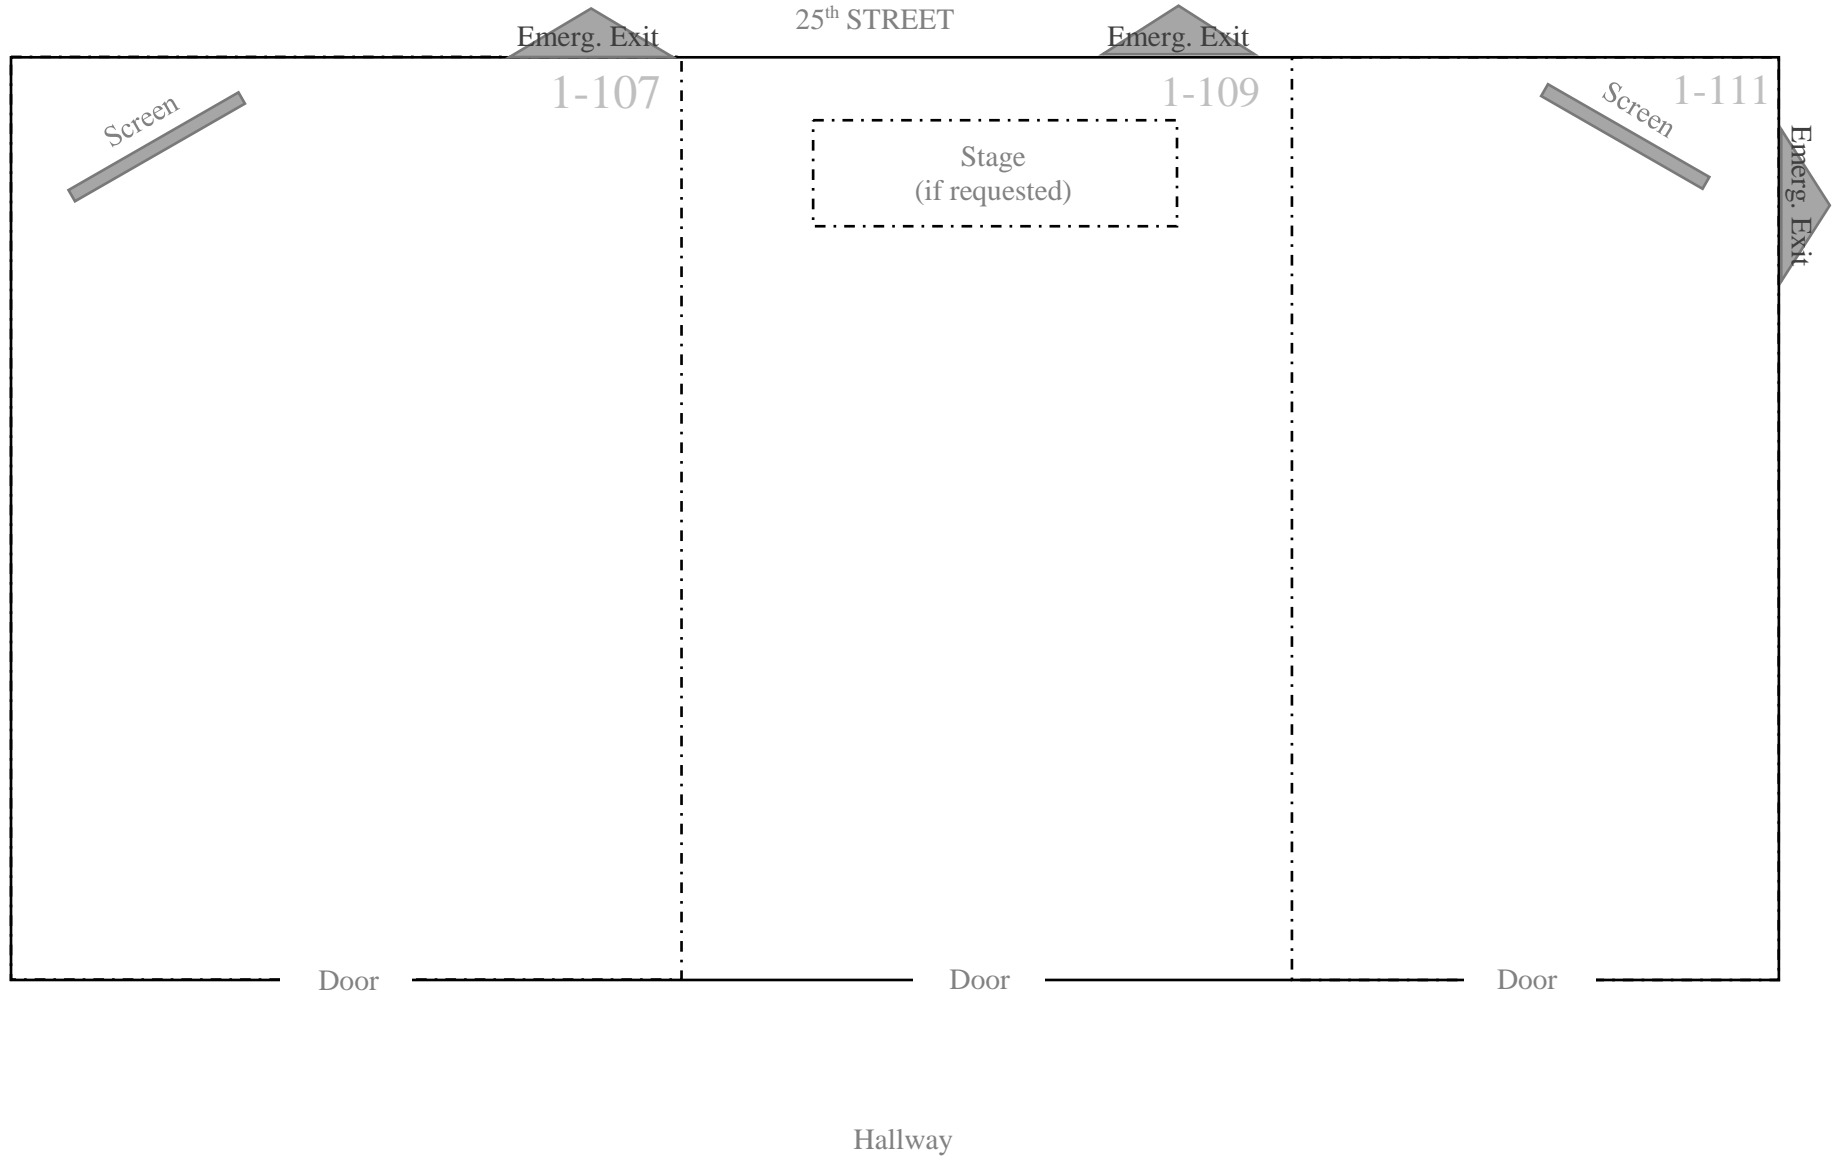 25th STREET
Emerg. Exit
Emerg. Exit
1-107
1-109
1-111
Screen
Screen
Emerg. Exit
Stage
(if requested)
Door
Door
Door
Hallway